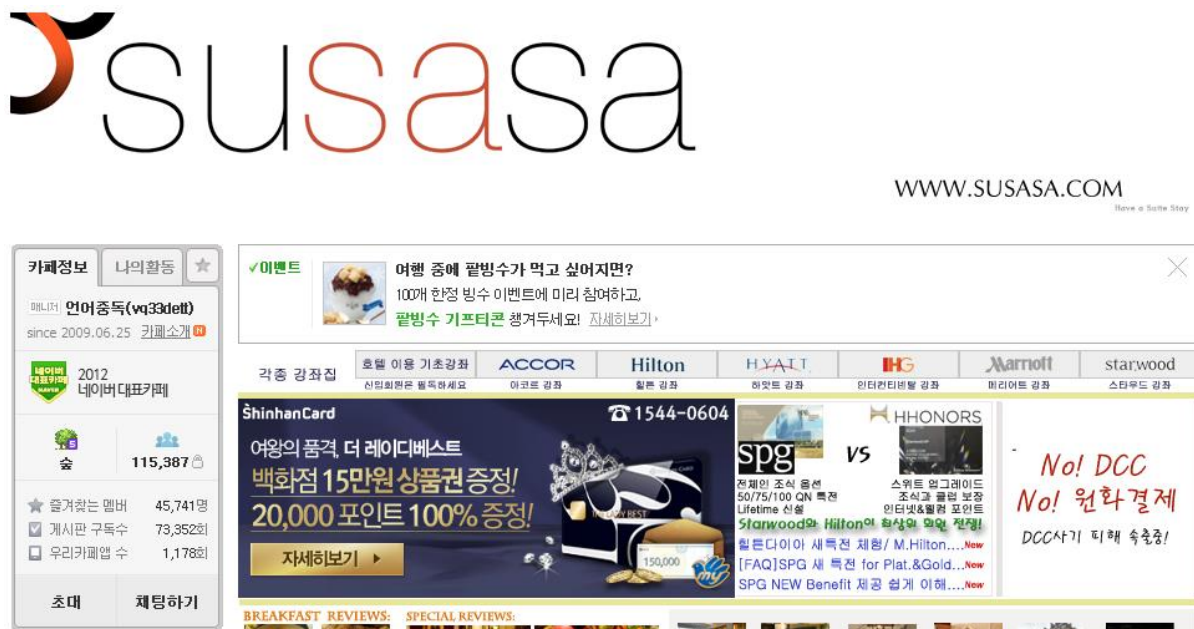 susasa
WWW.SUSASA.COM
Have a Suite Stay
카페정보
나의활동
매니저 언어중독(vq33dett)
since 2009.06.25 카페소개 N
네이버
대표카페
NAVER
2012
네이버 대표카페
5
숲
115,387
즐겨찾는 멤버 45,741명
게시판 구독수 73,352회
우리카페앱 수 1,178회
초대
채팅하기
✓이벤트
여행 중에 팥빙수가 먹고 싶어지면?
100개 한정 빙수 이벤트에 미리 참여하고,
팥빙수 기프티콘 챙겨두세요! 자세히보기
각종 강좌집
호텔 이용 기초강좌
신입회원은 필독하세요
ACCOR
아코르 강좌
Hilton
힐튼 강좌
HYATT
하얏트 강좌
IHG
인터컨티넨탈 강좌
Marriott
메리어트 강좌
starwood
스타우드 강좌
ShinhanCard
☎1544-0604
여왕의 품격, 더 레이디베스트
백화점 15만원 상품권 증정!
20,000 포인트 100% 증정!
자세히보기
THE LADY BEST
150,000
my
spg
VS
HHONORS
전체인 조식 옵션
50/75/100 QN 특전
Lifetime 신설
스위트 업그레이드
조식과 클럽 보장
인터넷&웰컴 포인트
Starwood와 Hilton의 회원 전쟁!
힐튼다이아 새특전 체험/ M.Hilton....New
[FAQ]SPG 새 특전 for Plat.&Gold...New
SPG NEW Benefit 제공 쉽게 이해....New
No! DCC
No! 원화결제
DCC사기 피해 속출중!
BREAKFAST REVIEWS:
SPECIAL REVIEWS: